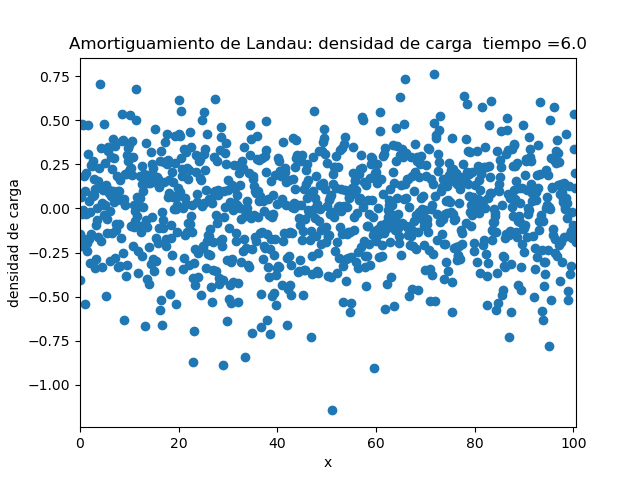 Amortiguamiento de Landau: densidad de carga  tiempo =6.0
densidad de carga
0.75
0.50
0.25
0.00
−0.25
−0.50
−0.75
−1.00
0 20 40 60 80 100
x